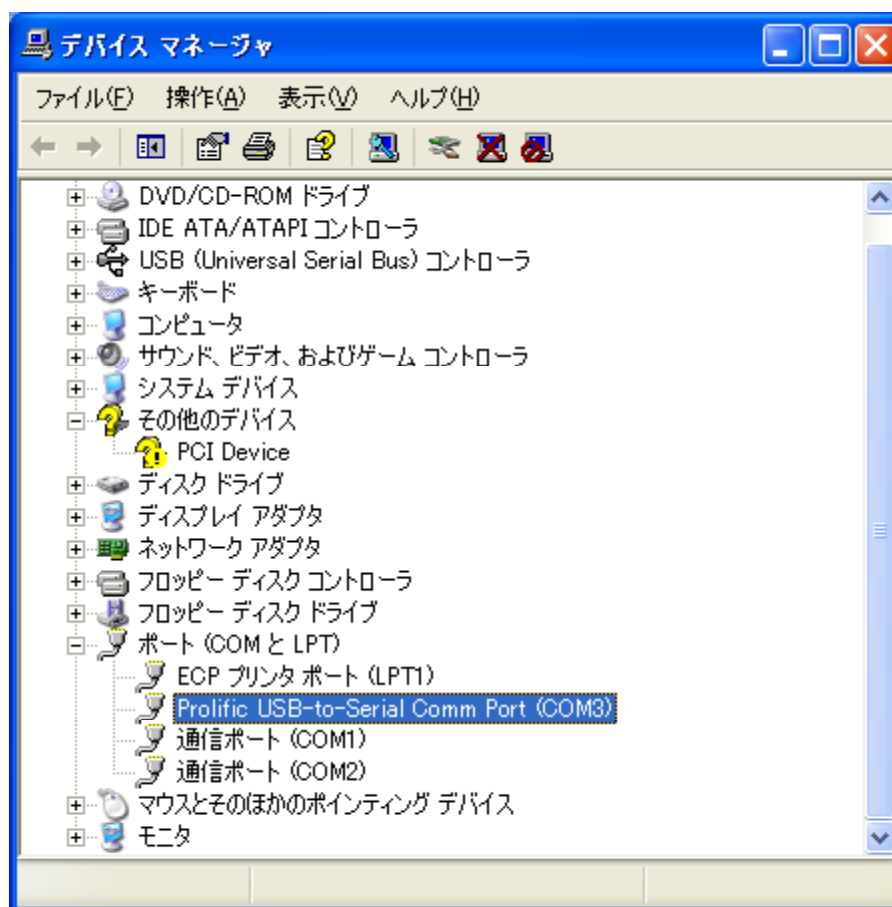 デバイス マネージャ
ファイル(F) 操作(A) 表示(V) ヘルプ(H)
DVD/CD-ROM ドライブ
IDE ATA/ATAPI コントローラ
USB (Universal Serial Bus) コントローラ
キーボード
コンピュータ
サウンド、ビデオ、およびゲーム コントローラ
システム デバイス
その他のデバイス
PCI Device
ディスク ドライブ
ディスプレイ アダプタ
ネットワーク アダプタ
フロッピー ディスク コントローラ
フロッピー ディスク ドライブ
ポート (COM と LPT)
ECP プリンタ ポート (LPT1)
Prolific USB-to-Serial Comm Port (COM3)
通信ポート (COM1)
通信ポート (COM2)
マウスとそのほかのポインティング デバイス
モニタ